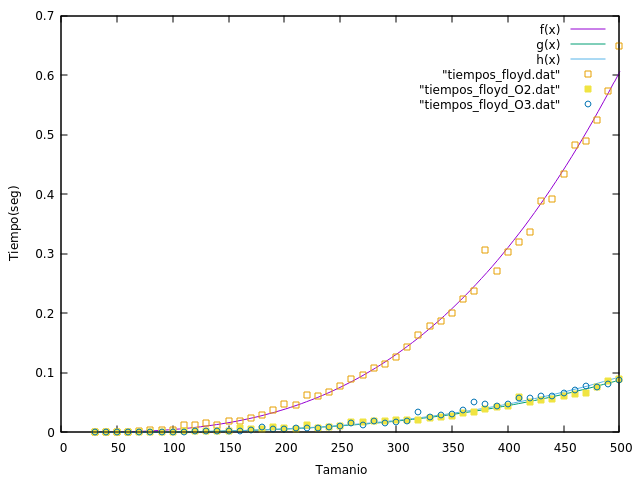 0.7
0.6
0.5
0.4
0.3
0.2
0.1
0
Tiempo(seg)
f(x)
g(x)
h(x)
"tiempos_floyd.dat"
"tiempos_floyd_O2.dat"
"tiempos_floyd_O3.dat"
0 50 100 150 200 250 300 350 400 450 500
Tamanio